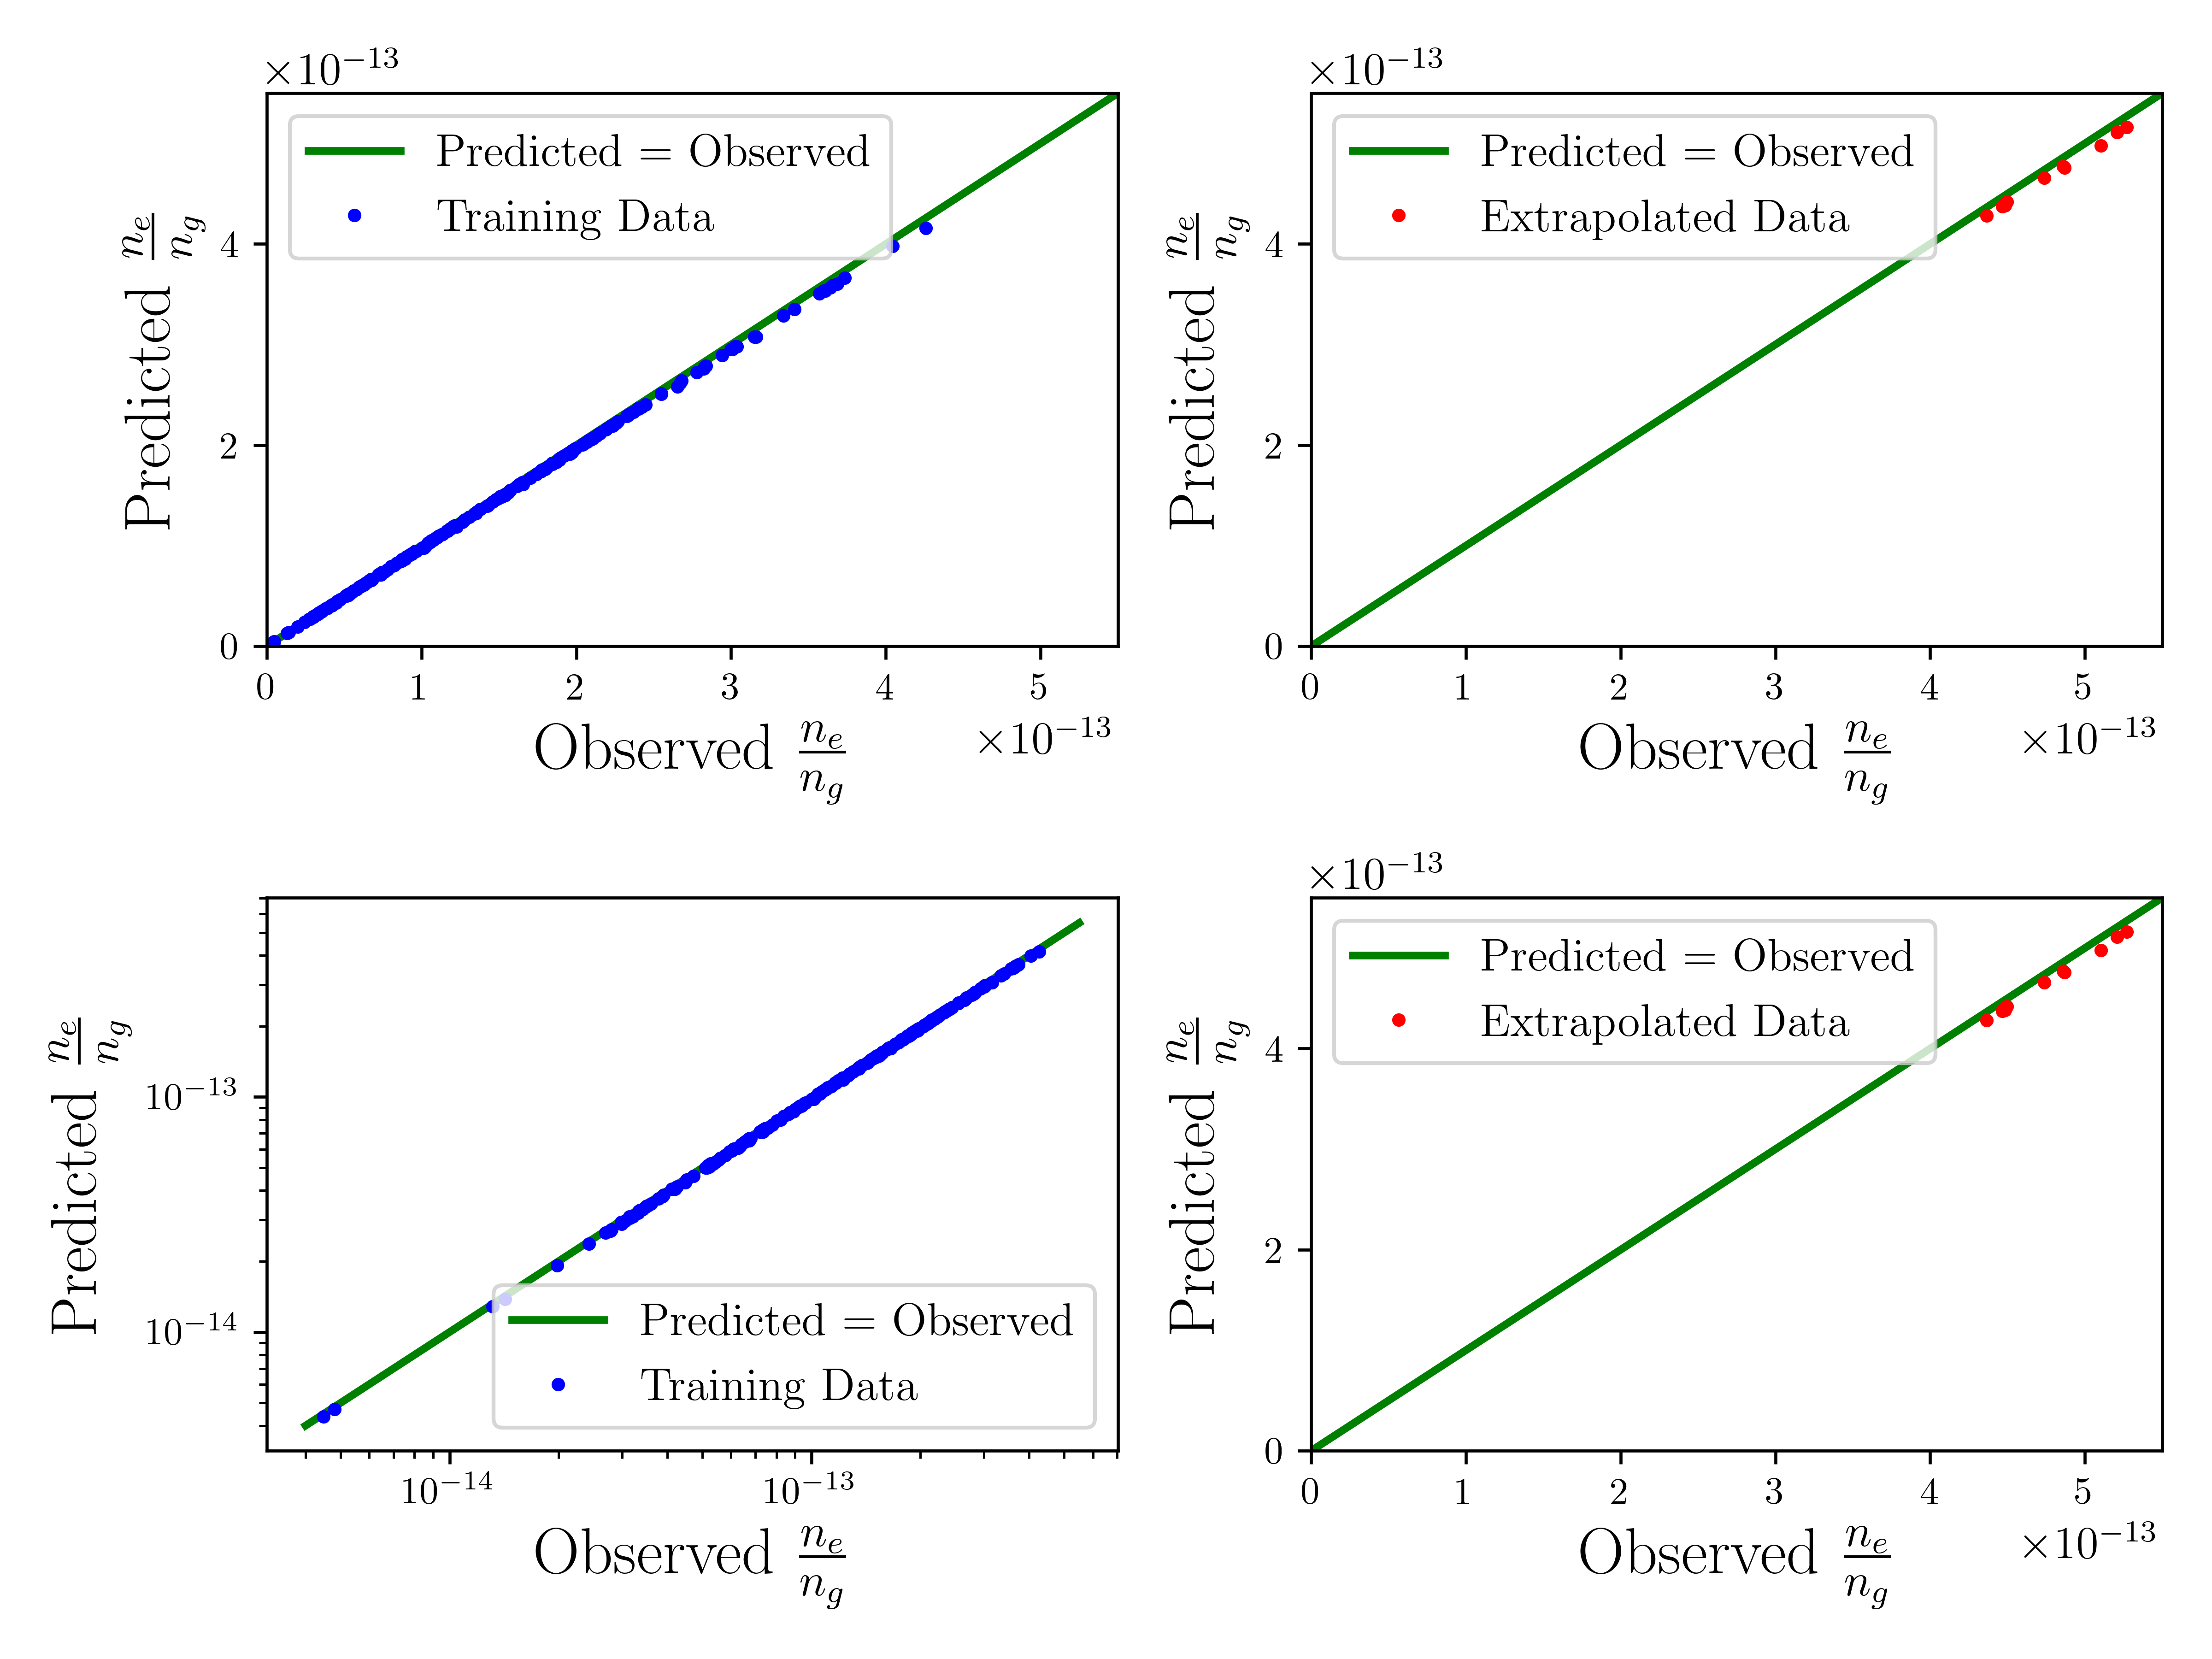 ×10⁻¹³
Predicted = Observed
Training Data
4
2
0
Predicted nₑ/n_g
0 1 2 3 4 5
Observed nₑ/n_g
×10⁻¹³
×10⁻¹³
Predicted = Observed
Extrapolated Data
4
2
0
Predicted nₑ/n_g
0 1 2 3 4 5
Observed nₑ/n_g
×10⁻¹³
Predicted = Observed
Training Data
10⁻¹³
10⁻¹⁴
Predicted nₑ/n_g
10⁻¹⁴ 10⁻¹³
Observed nₑ/n_g
×10⁻¹³
Predicted = Observed
Extrapolated Data
4
2
0
Predicted nₑ/n_g
0 1 2 3 4 5
Observed nₑ/n_g
×10⁻¹³